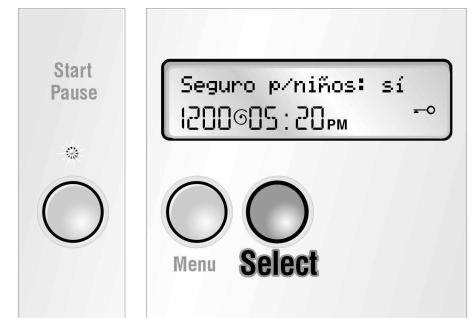 Start
Pause
Seguro p/niños: sí
1200 05:20PM
Menu
Select